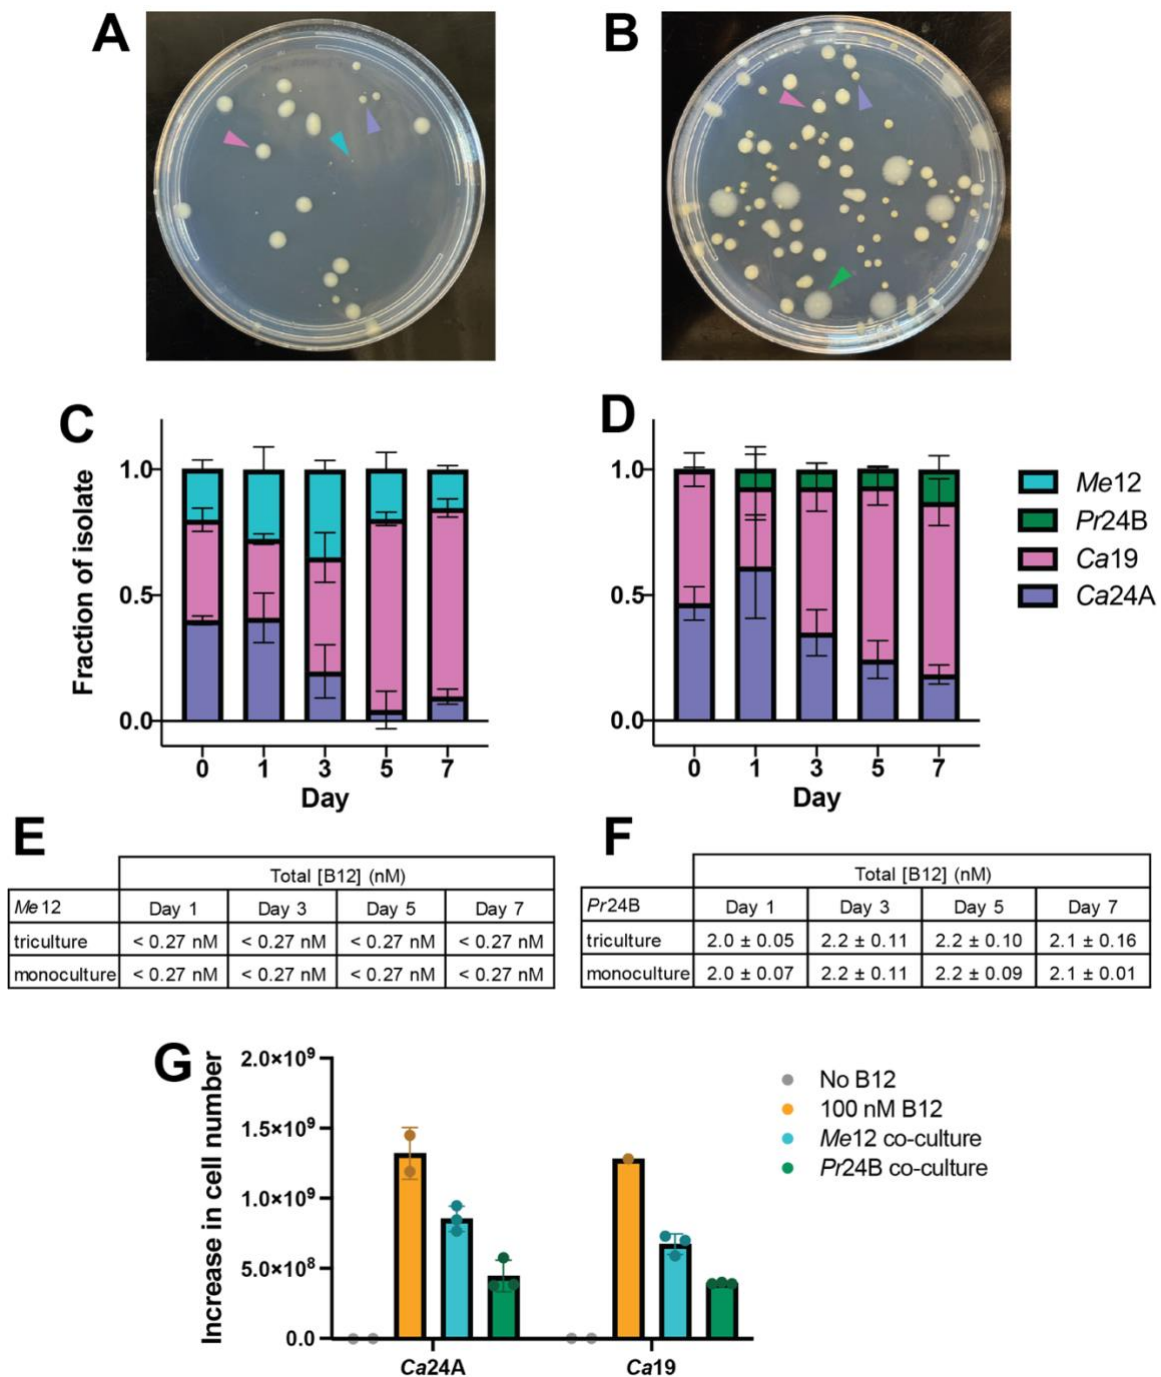 A
B
C
D
Fraction of isolate
1.0
0.5
0.0
0 1 3 5 7
Day
1.0
0.5
0.0
0 1 3 5 7
Day
Me12
Pr24B
Ca19
Ca24A
E
Total [B12] (nM)
Me12 Day 1 Day 3 Day 5 Day 7
triculture < 0.27 nM < 0.27 nM < 0.27 nM < 0.27 nM
monoculture < 0.27 nM < 0.27 nM < 0.27 nM < 0.27 nM
F
Total [B12] (nM)
Pr24B Day 1 Day 3 Day 5 Day 7
triculture 2.0 ± 0.05 2.2 ± 0.11 2.2 ± 0.10 2.1 ± 0.16
monoculture 2.0 ± 0.07 2.2 ± 0.11 2.2 ± 0.09 2.1 ± 0.01
G
Increase in cell number
2.0×10⁹
1.5×10⁹
1.0×10⁹
5.0×10⁸
0.0
Ca24A Ca19
No B12
100 nM B12
Me12 co-culture
Pr24B co-culture